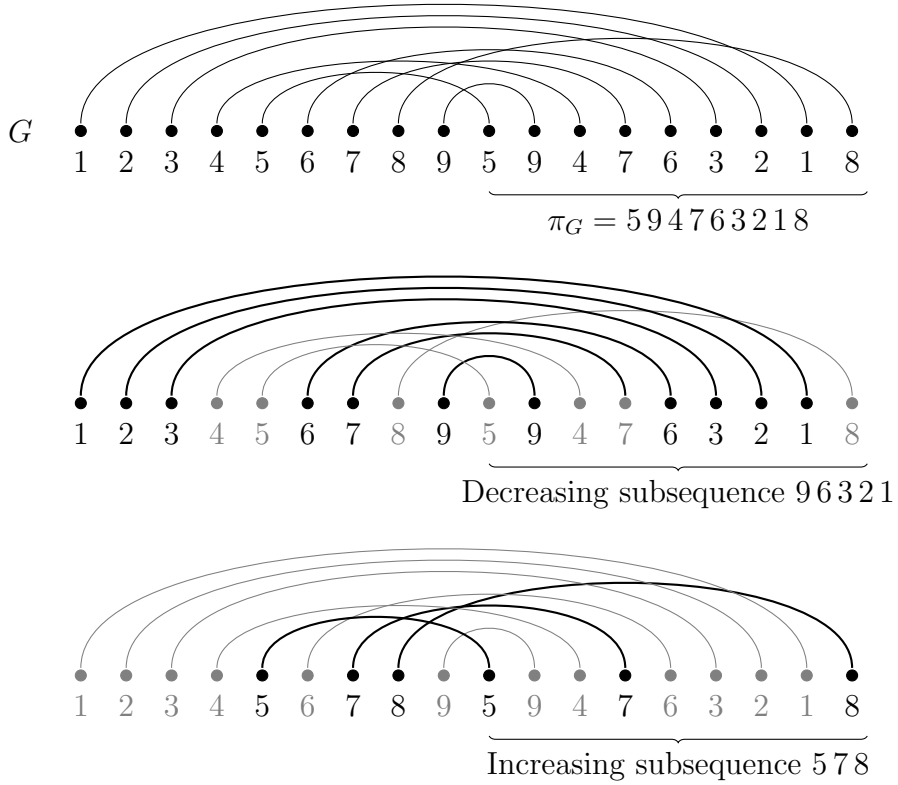 G
1 2 3 4 5 6 7 8 9 5 9 4 7 6 3 2 1 8
π_G = 5 9 4 7 6 3 2 1 8
1 2 3 4 5 6 7 8 9 5 9 4 7 6 3 2 1 8
Decreasing subsequence 9 6 3 2 1
1 2 3 4 5 6 7 8 9 5 9 4 7 6 3 2 1 8
Increasing subsequence 5 7 8